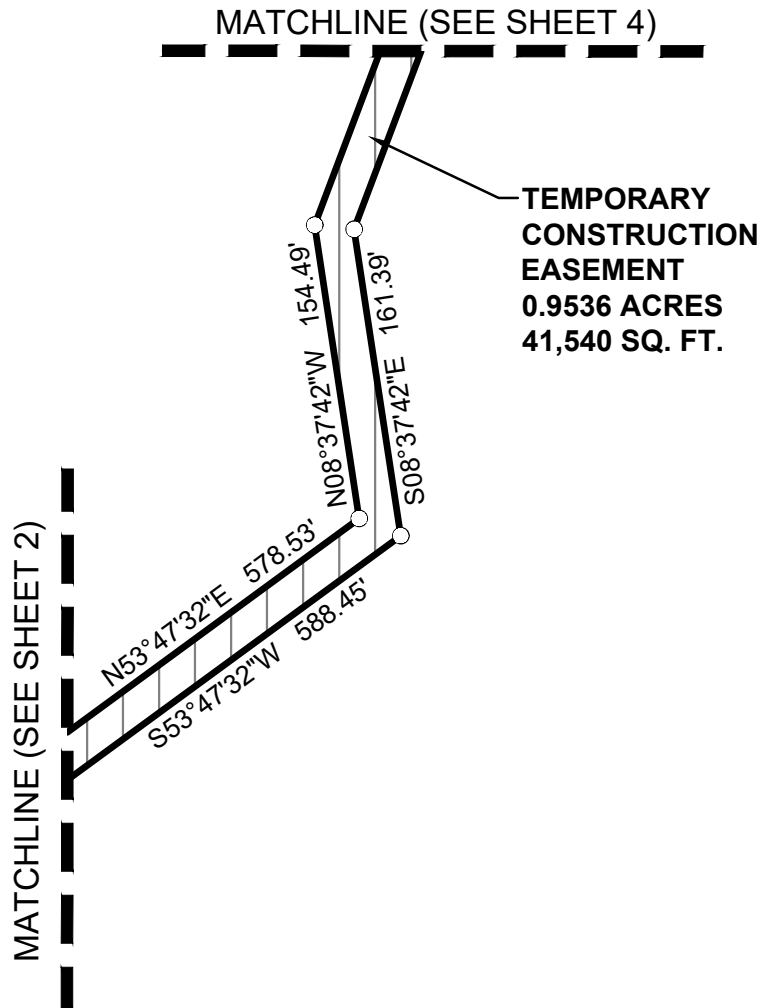 MATCHLINE (SEE SHEET 4)
TEMPORARY
CONSTRUCTION
EASEMENT
0.9536 ACRES
41,540 SQ. FT.
N08°37'42"W 154.49'
S08°37'42"E 161.39'
N53°47'32"E 578.53'
S53°47'32"W 588.45'
MATCHLINE (SEE SHEET 2)